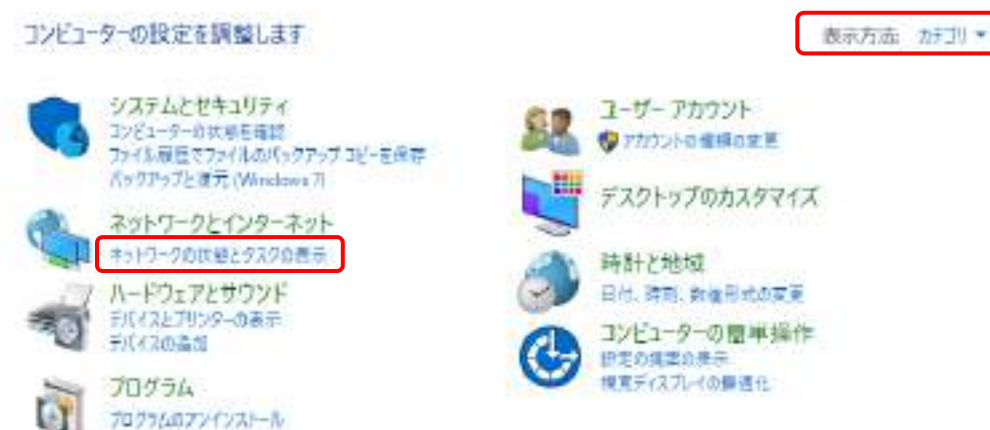 コンピューターの設定を調整します
表示方法: カテゴリ
システムとセキュリティ
コンピューターの状態を確認
ファイル履歴でファイルのバックアップ コピーを保存
バックアップと復元 (Windows 7)
ネットワークとインターネット
ネットワークの状態とタスクの表示
ハードウェアとサウンド
デバイスとプリンターの表示
デバイスの追加
プログラム
プログラムのアンインストール
ユーザー アカウント
アカウントの種類の変更
デスクトップのカスタマイズ
時計と地域
日付、時刻、数値形式の変更
コンピューターの簡単操作
設定の提案の表示
視覚ディスプレイの最適化